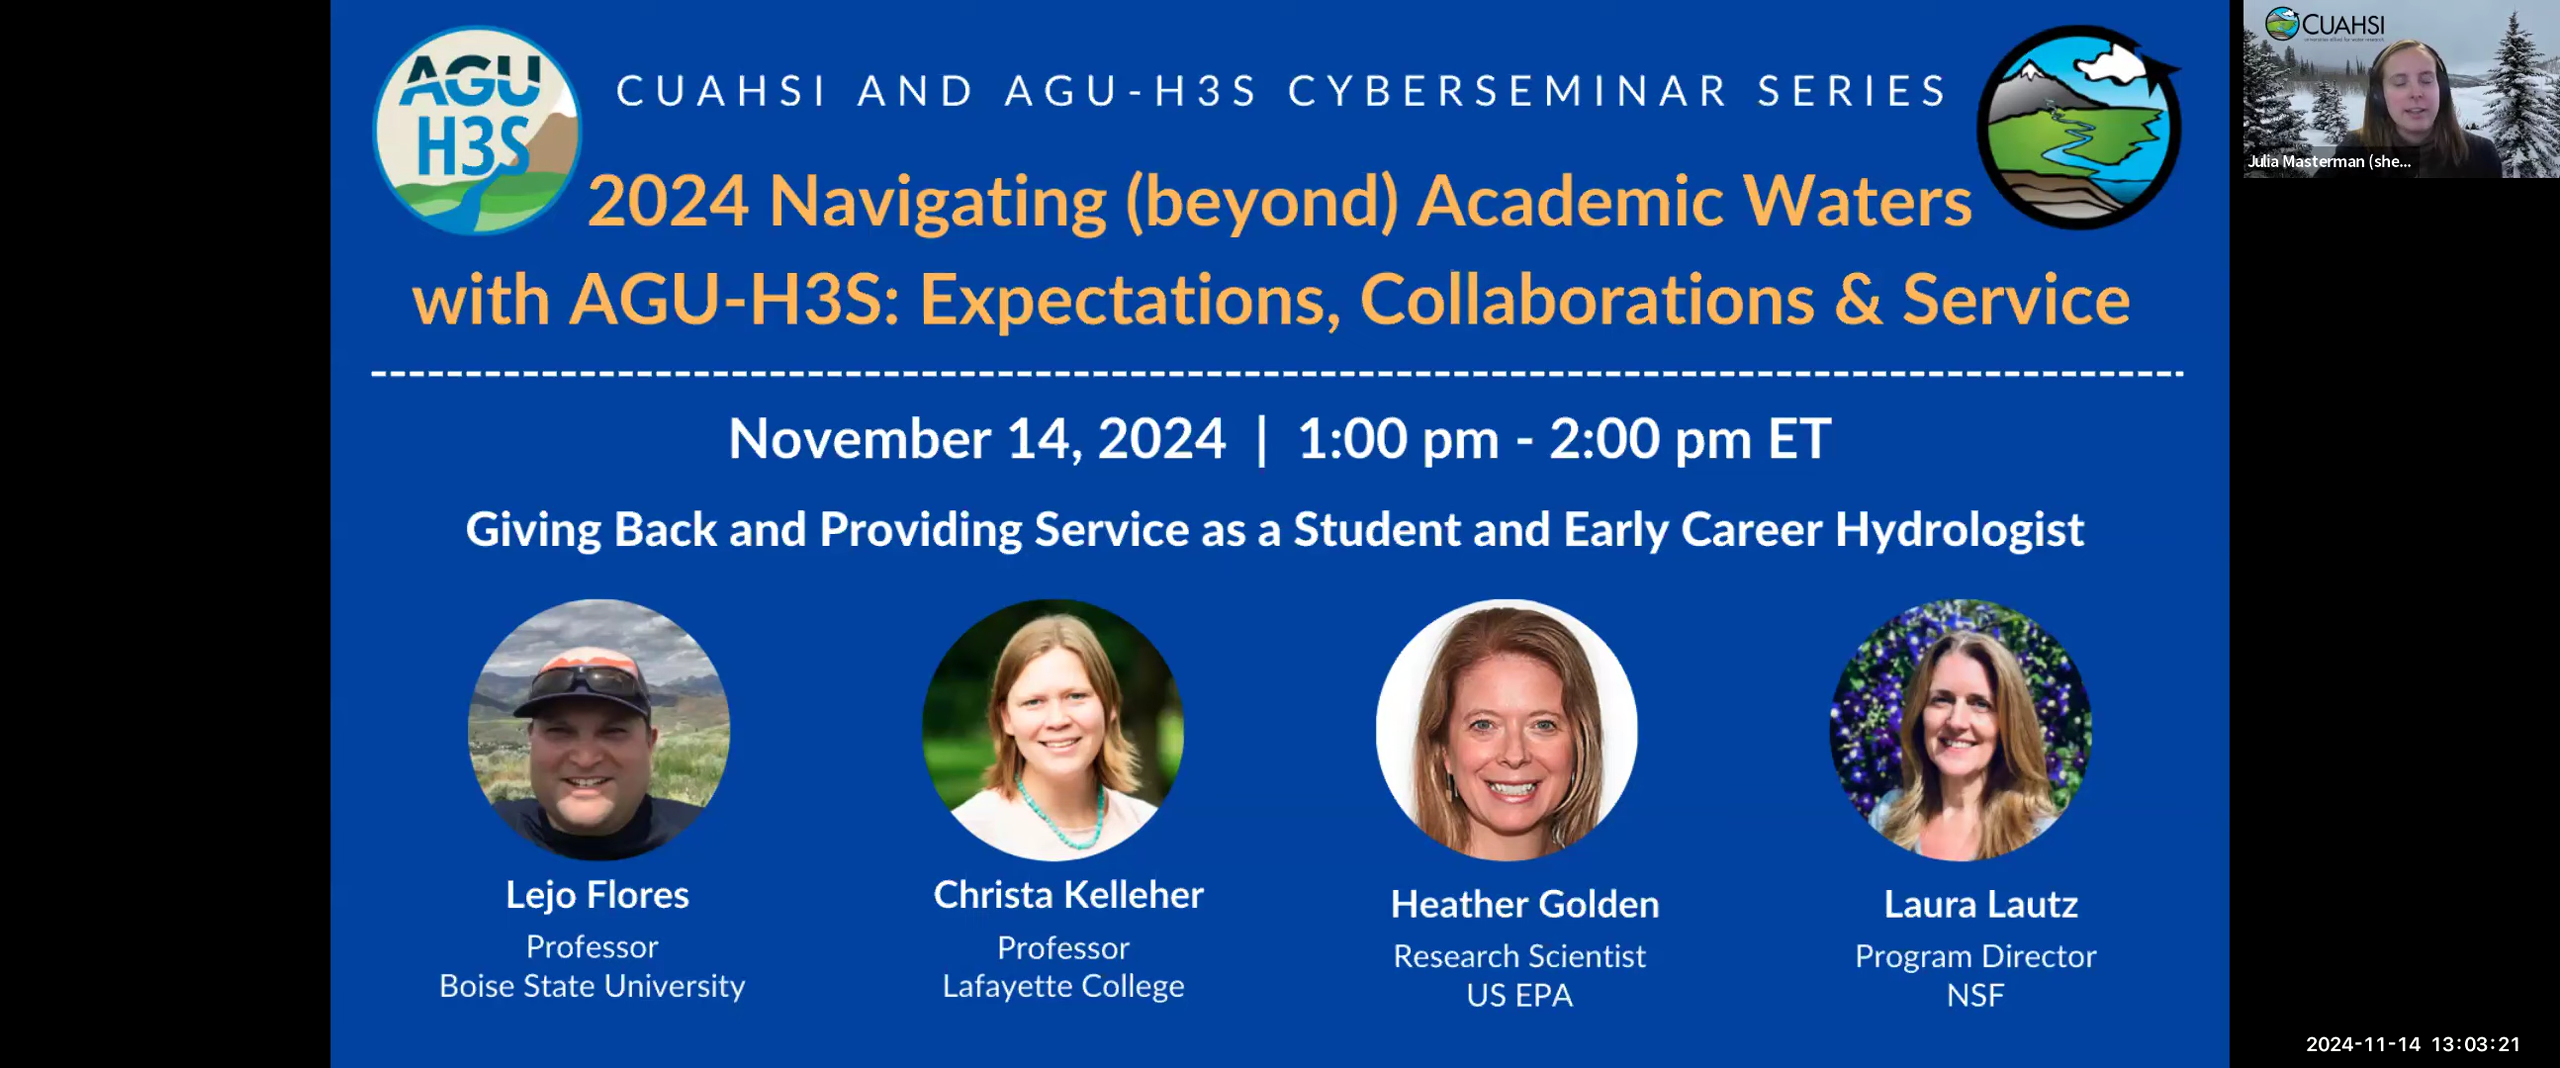 AGU
H3S
CUAHSI AND AGU-H3S CYBERSEMINAR SERIES
2024 Navigating (beyond) Academic Waters
with AGU-H3S: Expectations, Collaborations & Service
November 14, 2024 | 1:00 pm - 2:00 pm ET
Giving Back and Providing Service as a Student and Early Career Hydrologist
Lejo Flores
Professor
Boise State University
Christa Kelleher
Professor
Lafayette College
Heather Golden
Research Scientist
US EPA
Laura Lautz
Program Director
NSF
CUAHSI
Julia Masterman (she...
2024-11-14 13:03:21